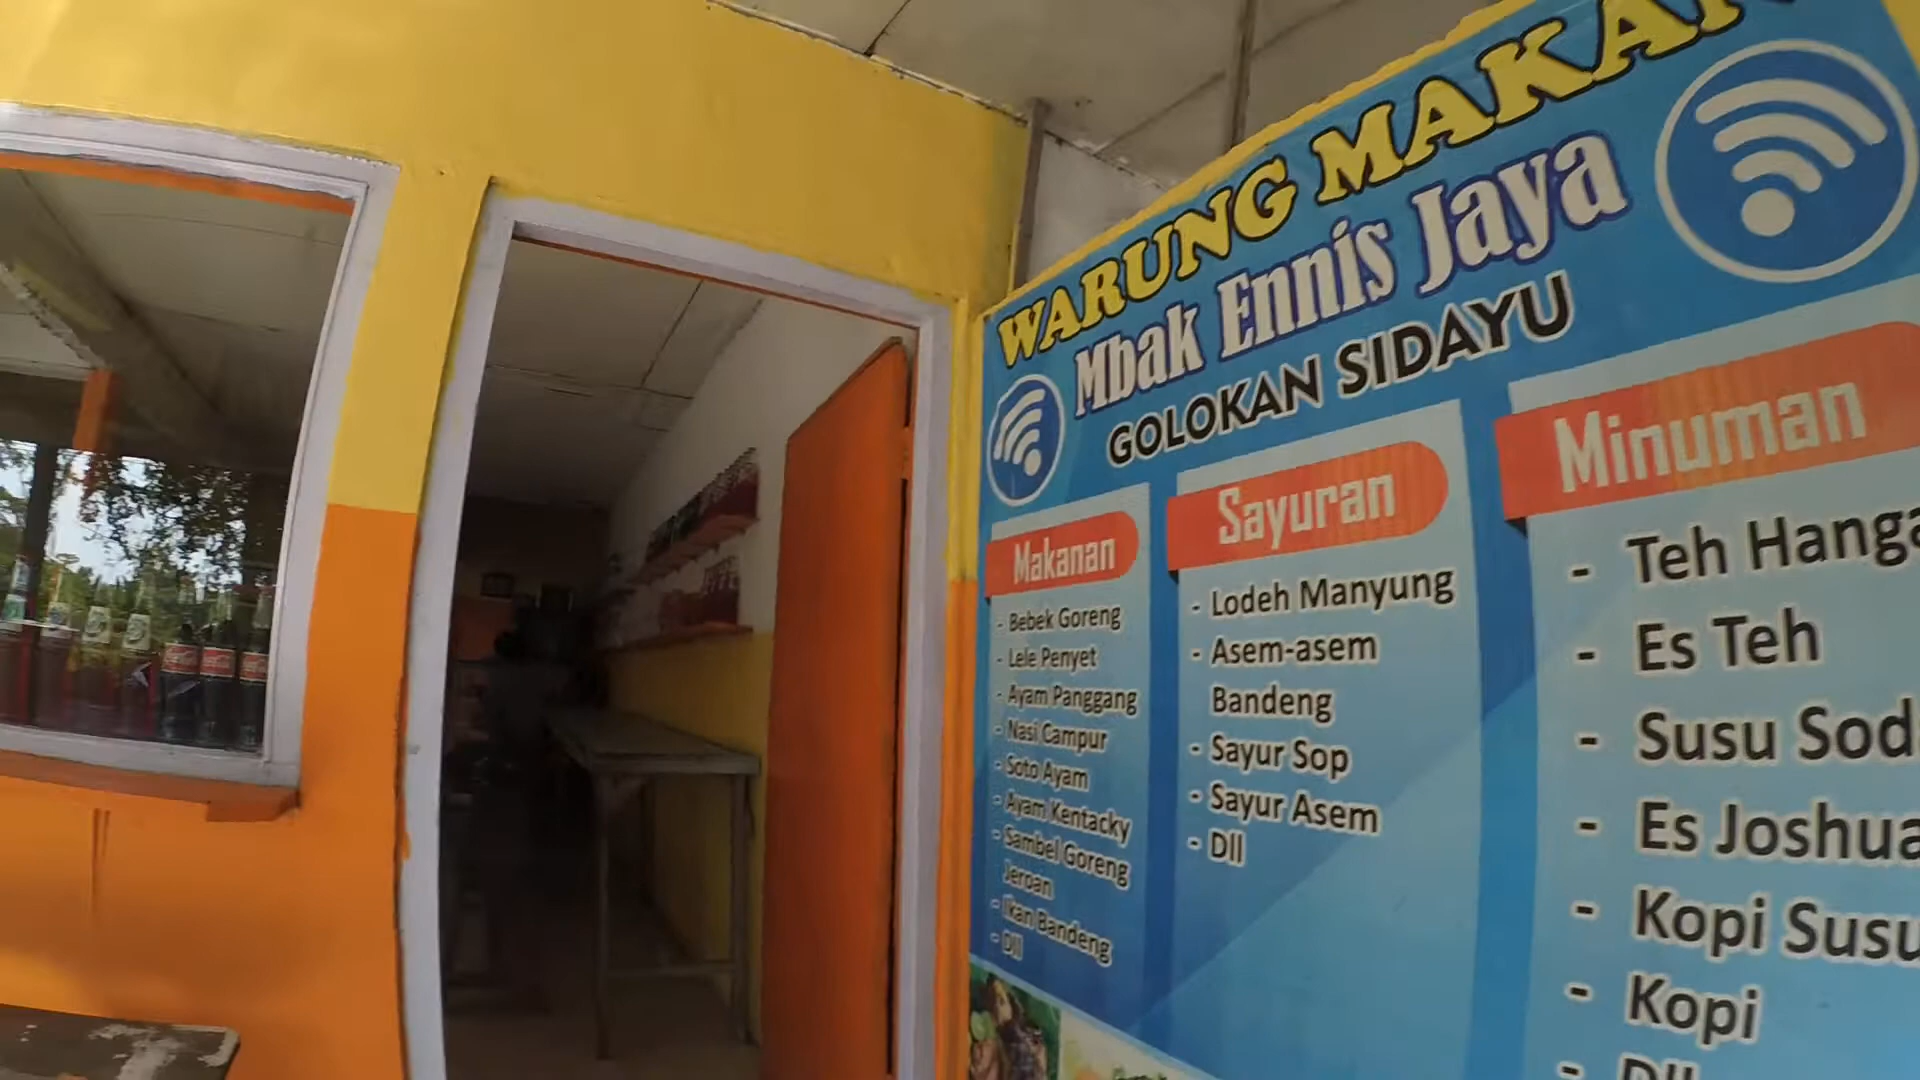 WARUNG MAKAN
Mbak Ennis Jaya
GOLOKAN SIDAYU
Makanan
- Bebek Goreng
- Lele Penyet
- Ayam Panggang
- Nasi Campur
- Soto Ayam
- Ayam Kentacky
- Sambel Goreng
Jeroan
- Ikan Bandeng
- Dll
Sayuran
- Lodeh Manyung
- Asem-asem
Bandeng
- Sayur Sop
- Sayur Asem
- Dll
Minuman
- Teh Hanga
- Es Teh
- Susu Sod
- Es Joshua
- Kopi Susu
- Kopi
- Dll